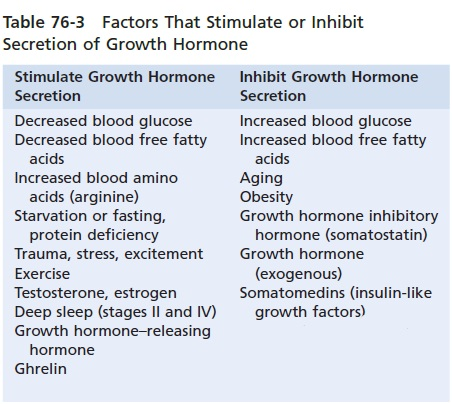 Table 76-3 Factors That Stimulate or Inhibit
Secretion of Growth Hormone
Stimulate Growth Hormone
Secretion
Decreased blood glucose
Decreased blood free fatty
acids
Increased blood amino
acids (arginine)
Starvation or fasting,
protein deficiency
Trauma, stress, excitement
Exercise
Testosterone, estrogen
Deep sleep (stages II and IV)
Growth hormone–releasing
hormone
Ghrelin
Inhibit Growth Hormone
Secretion
Increased blood glucose
Increased blood free fatty
acids
Aging
Obesity
Growth hormone inhibitory
hormone (somatostatin)
Growth hormone
(exogenous)
Somatomedins (insulin-like
growth factors)